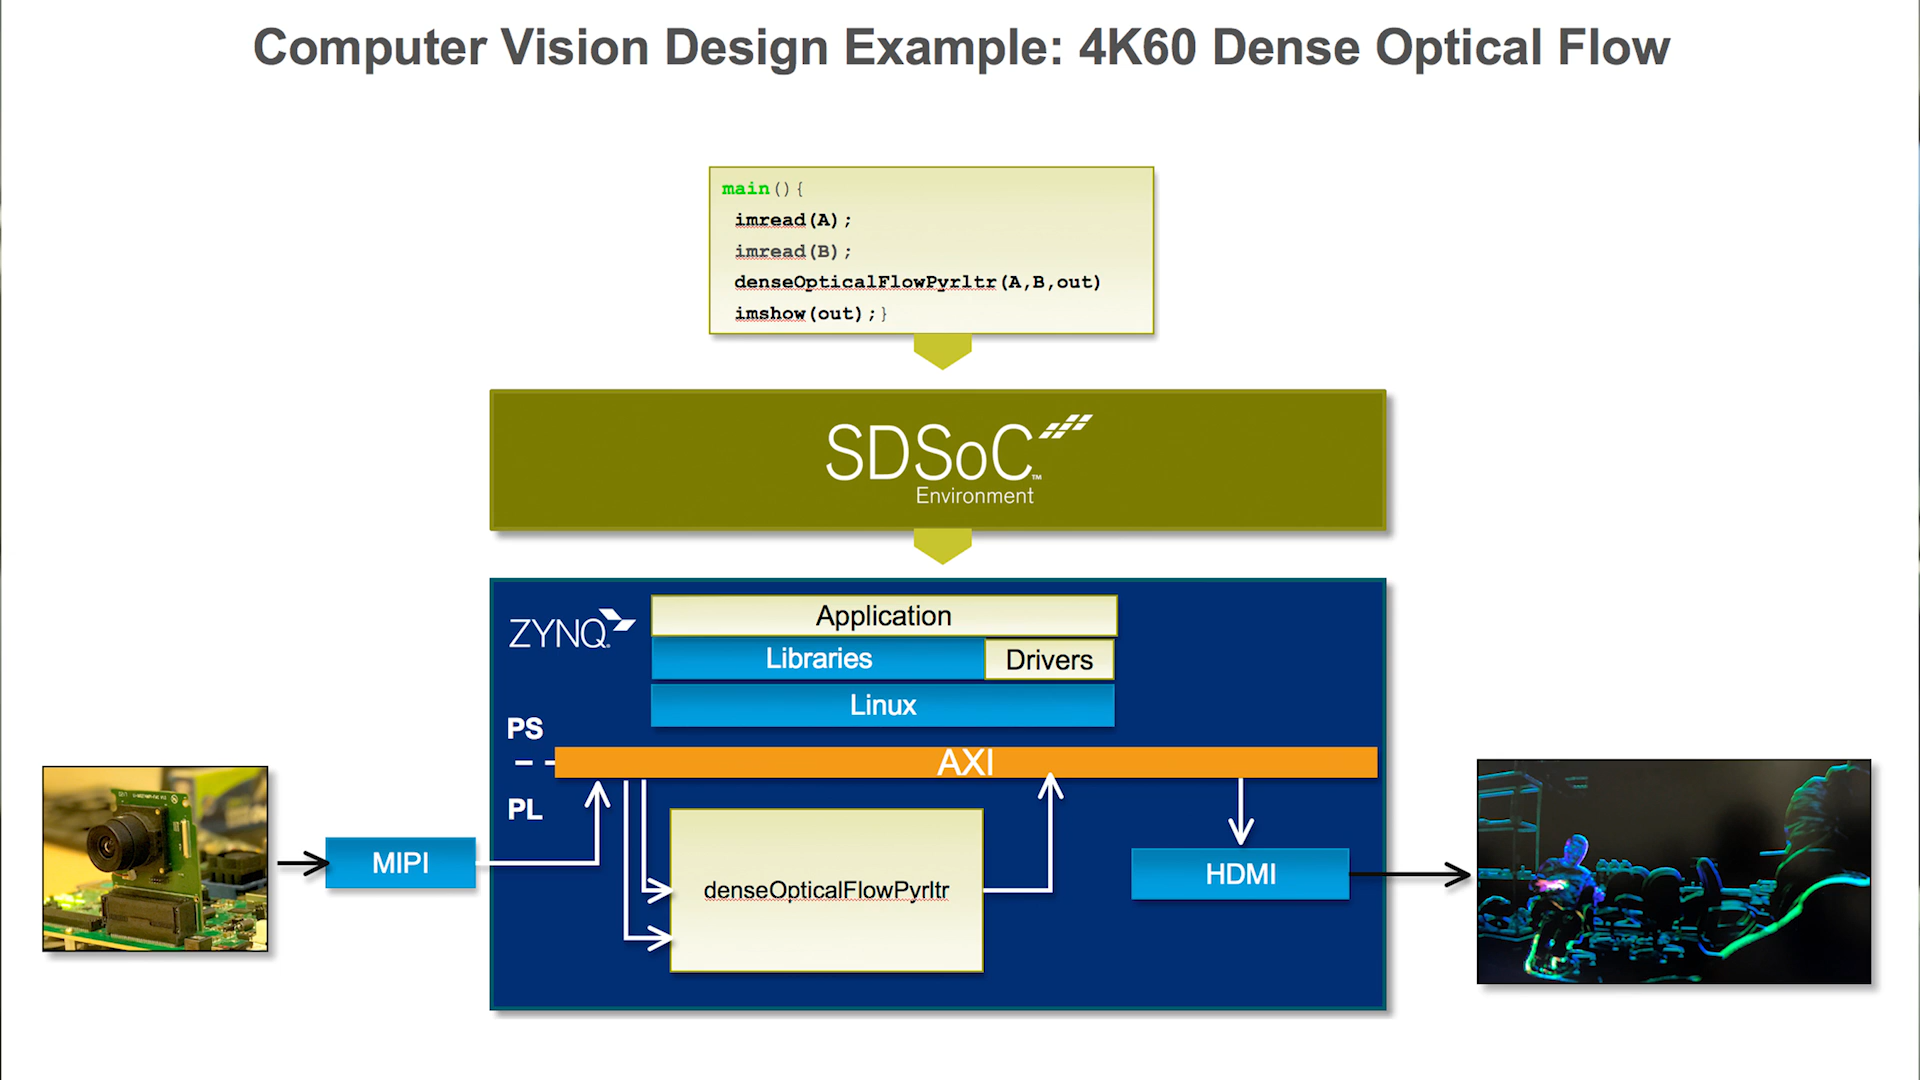 Computer Vision Design Example: 4K60 Dense Optical Flow
main(){
imread(A);
imread(B);
denseOpticalFlowPyrltr(A,B,out)
imshow(out);}
SDSoC™
Environment
ZYNQ
Application
Libraries
Drivers
Linux
PS
AXI
PL
MIPI
denseOpticalFlowPyrltr
HDMI